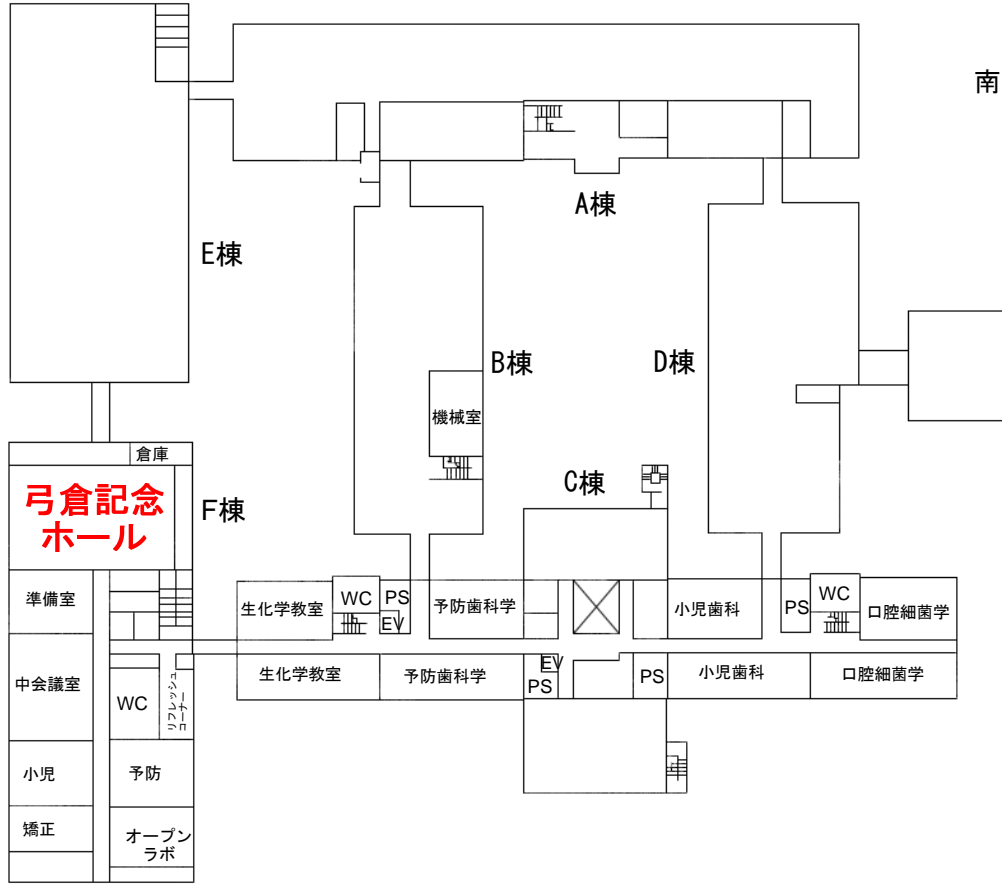 南
A棟
E棟
B棟
D棟
機械室
倉庫
C棟
弓倉記念
ホール
F棟
準備室
生化学教室
WC
PS
EV
予防歯科学
小児歯科
PS
WC
口腔細菌学
中会議室
WC
リフレッシュ
コーナー
生化学教室
予防歯科学
EV
PS
PS
小児歯科
口腔細菌学
小児
予防
矯正
オープン
ラボ